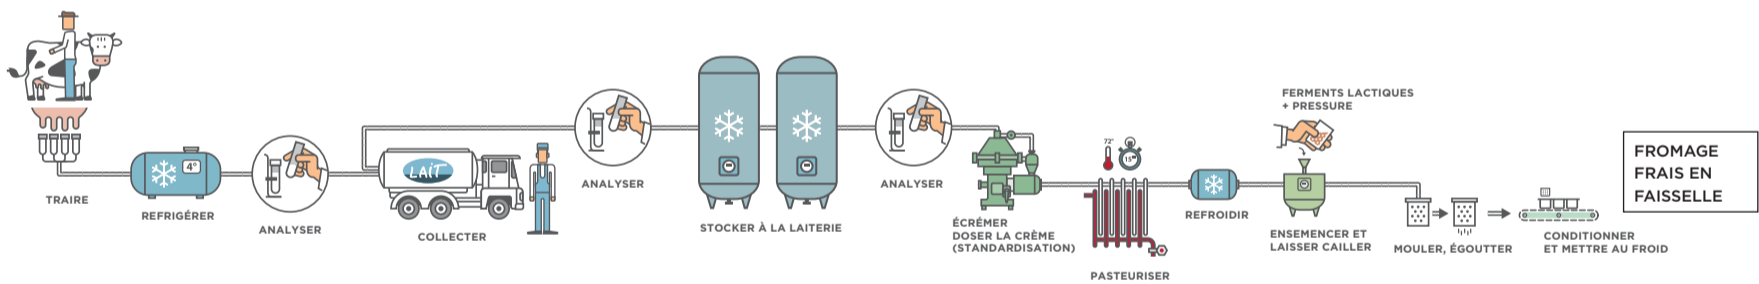 TRAIRE
4°
REFRIGÉRER
ANALYSER
LAIT
COLLECTER
ANALYSER
STOCKER À LA LAITERIE
ANALYSER
ÉCRÉMER
DOSER LA CRÈME
(STANDARDISATION)
72°
15"
PASTEURISER
REFROIDIR
FERMENTS LACTIQUES
+ PRESSURE
ENSEMENCER ET
LAISSER CAILLER
MOULER, ÉGOUTTER
CONDITIONNER
ET METTRE AU FROID
FROMAGE
FRAIS EN
FAISSELLE